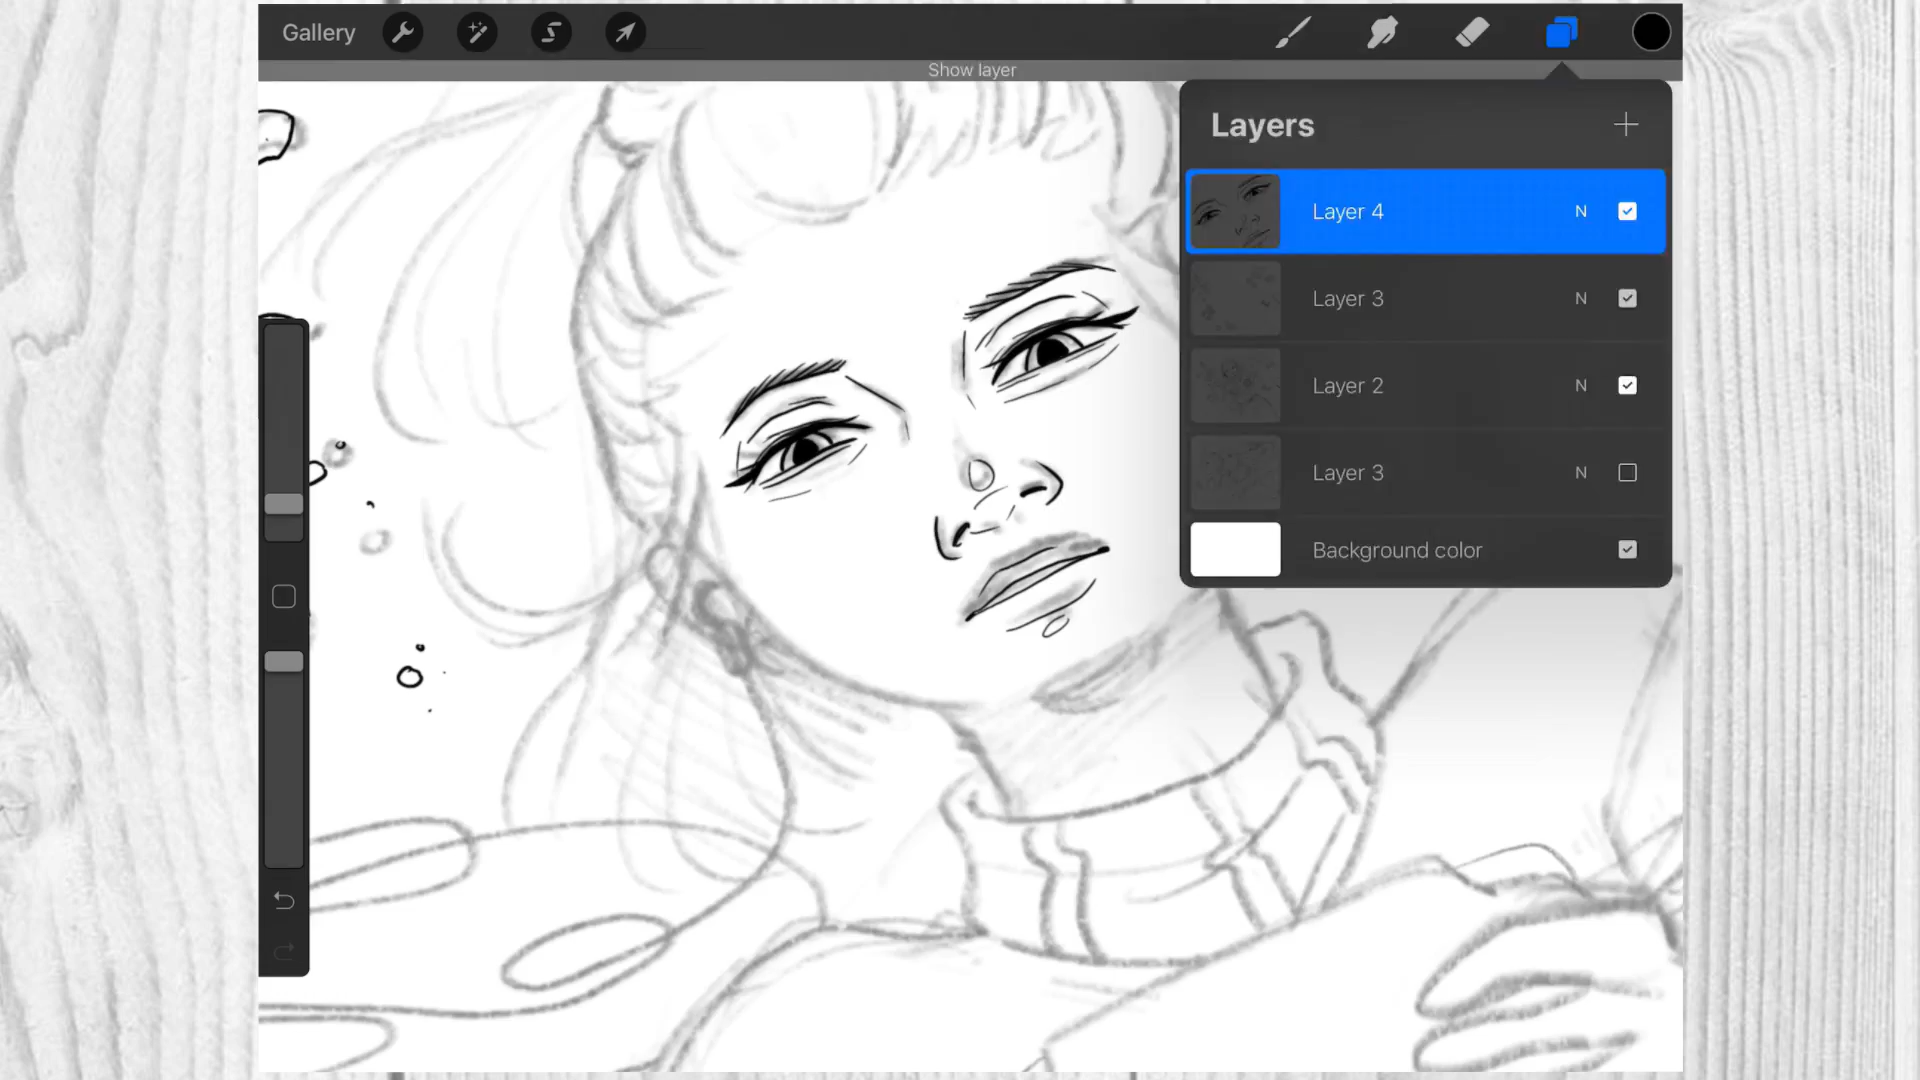 Gallery
Show layer
Layers
Layer 4 N
Layer 3 N
Layer 2 N
Layer 3 N
Background color